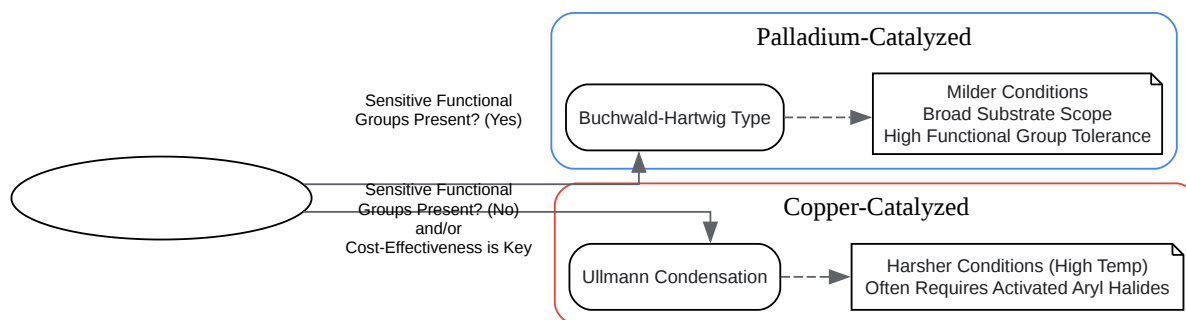 Palladium-Catalyzed
Sensitive Functional
Groups Present? (Yes)
Buchwald-Hartwig Type
Milder Conditions
Broad Substrate Scope
High Functional Group Tolerance
Sensitive Functional
Groups Present? (No)
and/or
Cost-Effectiveness is Key
Copper-Catalyzed
Ullmann Condensation
Harsher Conditions (High Temp)
Often Requires Activated Aryl Halides